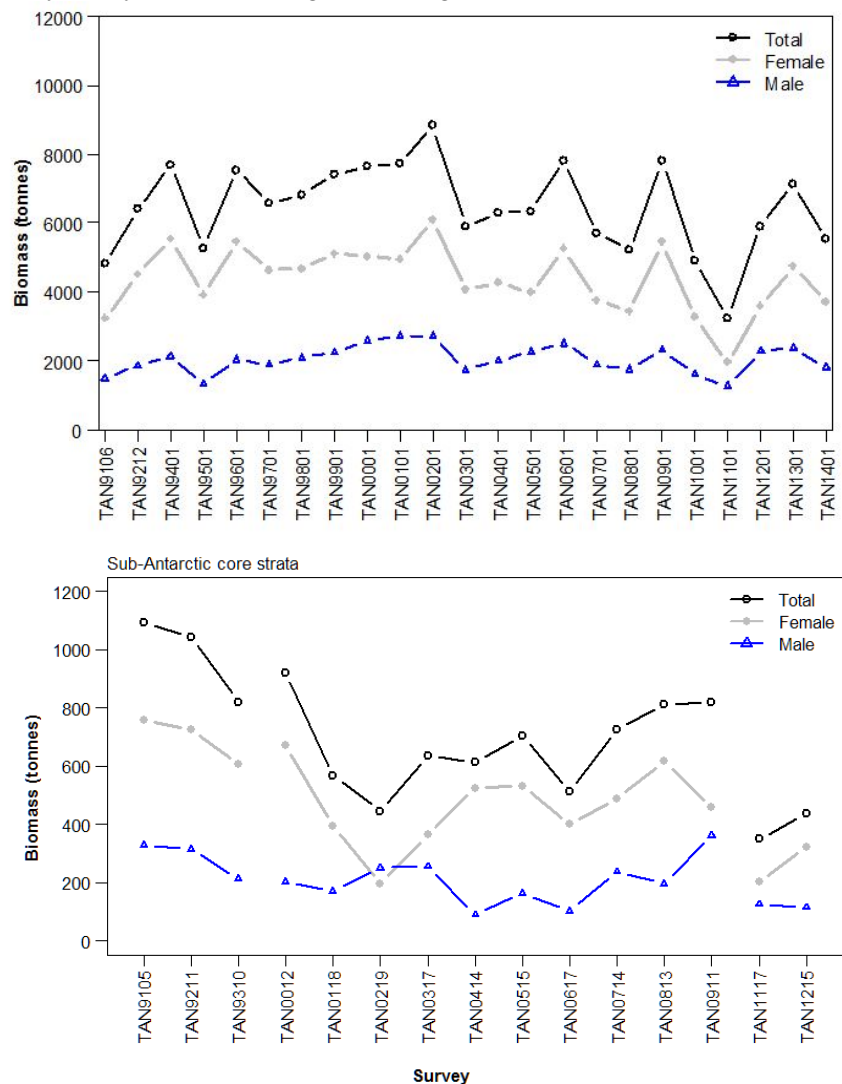 12000
10000
8000
6000
4000
2000
0
Biomass (tonnes)
Total
Female
Male
TAN9106
TAN9212
TAN9401
TAN9501
TAN9601
TAN9701
TAN9801
TAN9901
TAN0001
TAN0101
TAN0201
TAN0301
TAN0401
TAN0501
TAN0601
TAN0701
TAN0801
TAN0901
TAN1001
TAN1101
TAN1201
TAN1301
TAN1401
Sub-Antarctic core strata
1200
1000
800
600
400
200
0
Biomass (tonnes)
Total
Female
Male
TAN9105
TAN9211
TAN9310
TAN0012
TAN0118
TAN0219
TAN0317
TAN0414
TAN0515
TAN0617
TAN0714
TAN0813
TAN0911
TAN1117
TAN1215
Survey